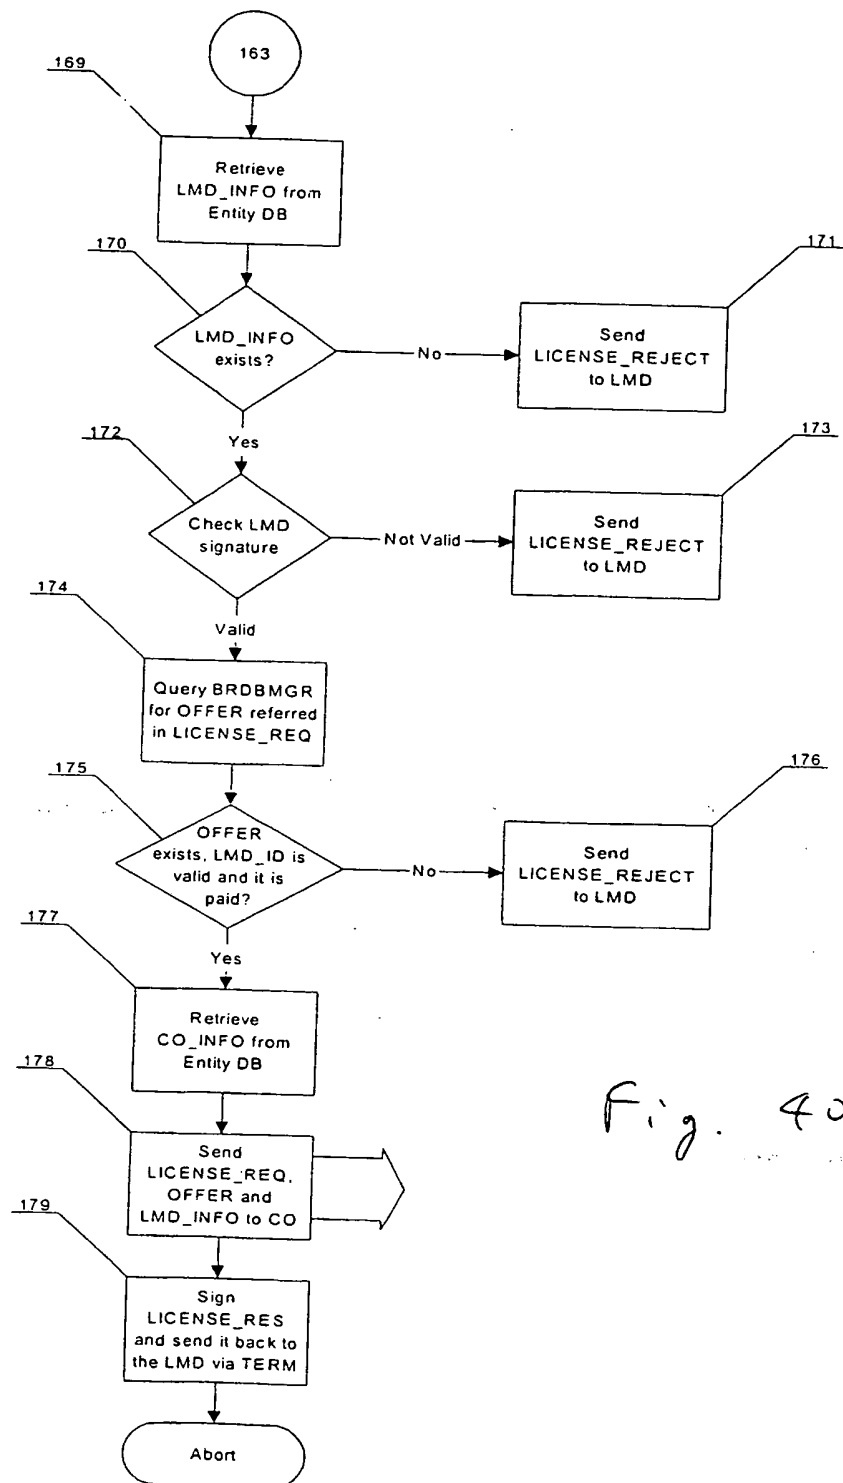 163
169
Retrieve
LMD_INFO from
Entity DB
170
LMD_INFO
exists?
No
171
Send
LICENSE_REJECT
to LMD
Yes
172
Check LMD
signature
Not Valid
173
Send
LICENSE_REJECT
to LMD
Valid
174
Query BRDBMGR
for OFFER referred
in LICENSE_REQ
175
OFFER
exists, LMD_ID is
valid and it is
paid?
No
176
Send
LICENSE_REJECT
to LMD
Yes
177
Retrieve
CO_INFO from
Entity DB
178
Send
LICENSE_REQ,
OFFER and
LMD_INFO to CO
179
Sign
LICENSE_RES
and send it back to
the LMD via TERM
Abort
Fig. 40